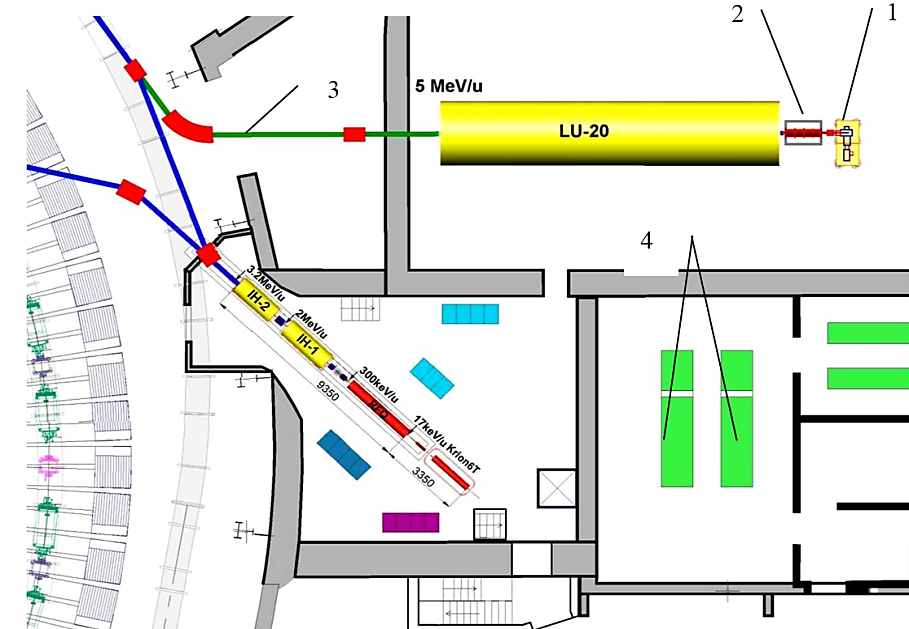 2
1
3
5 MeV/u
LU-20
4
3.2MeV/u
IH-2
2MeV/u
IH-1
300keV/u
RFQ
9350
17keV/u Krion6T
3350